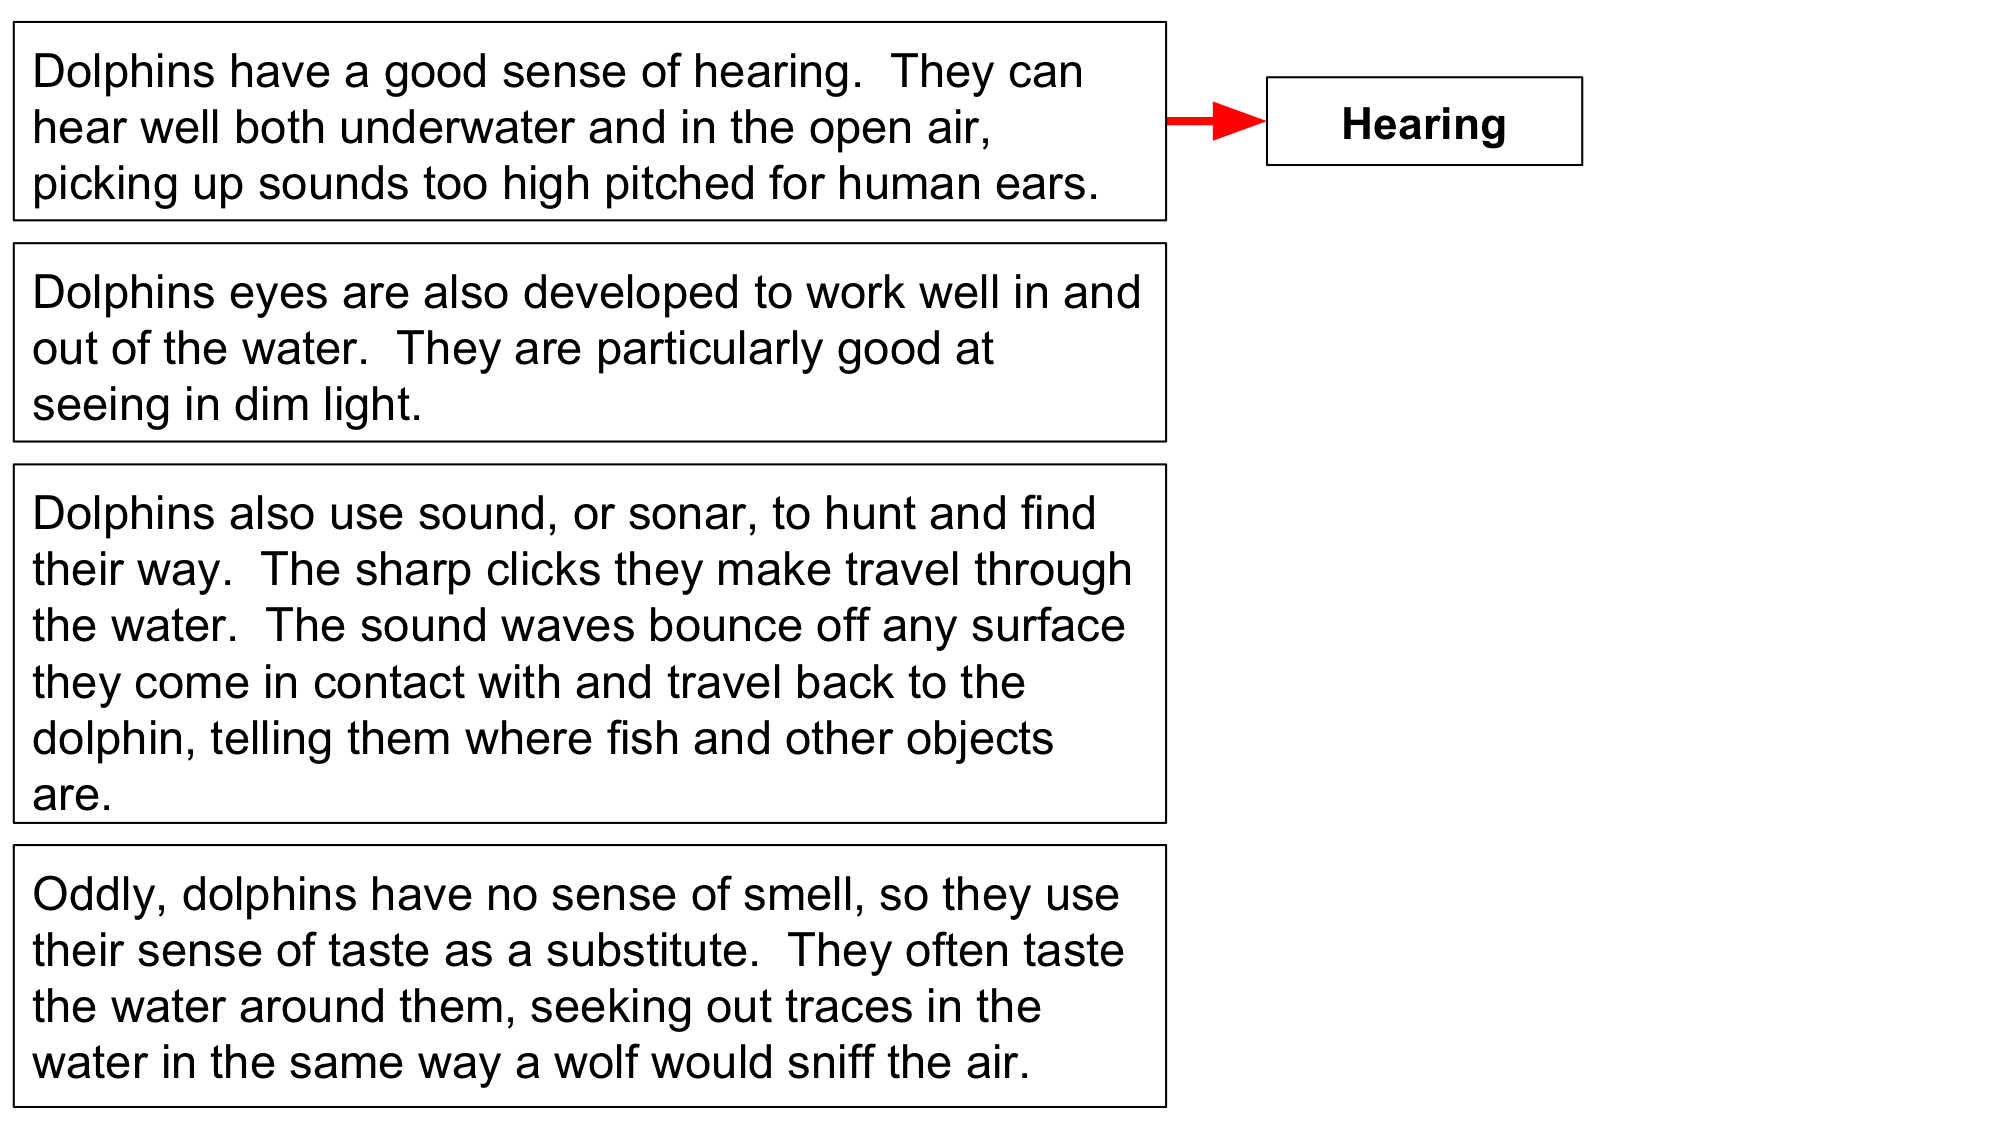 Dolphins have a good sense of hearing.  They can
hear well both underwater and in the open air,
picking up sounds too high pitched for human ears.
Hearing
Dolphins eyes are also developed to work well in and
out of the water.  They are particularly good at
seeing in dim light.
Dolphins also use sound, or sonar, to hunt and find
their way.  The sharp clicks they make travel through
the water.  The sound waves bounce off any surface
they come in contact with and travel back to the
dolphin, telling them where fish and other objects
are.
Oddly, dolphins have no sense of smell, so they use
their sense of taste as a substitute.  They often taste
the water around them, seeking out traces in the
water in the same way a wolf would sniff the air.